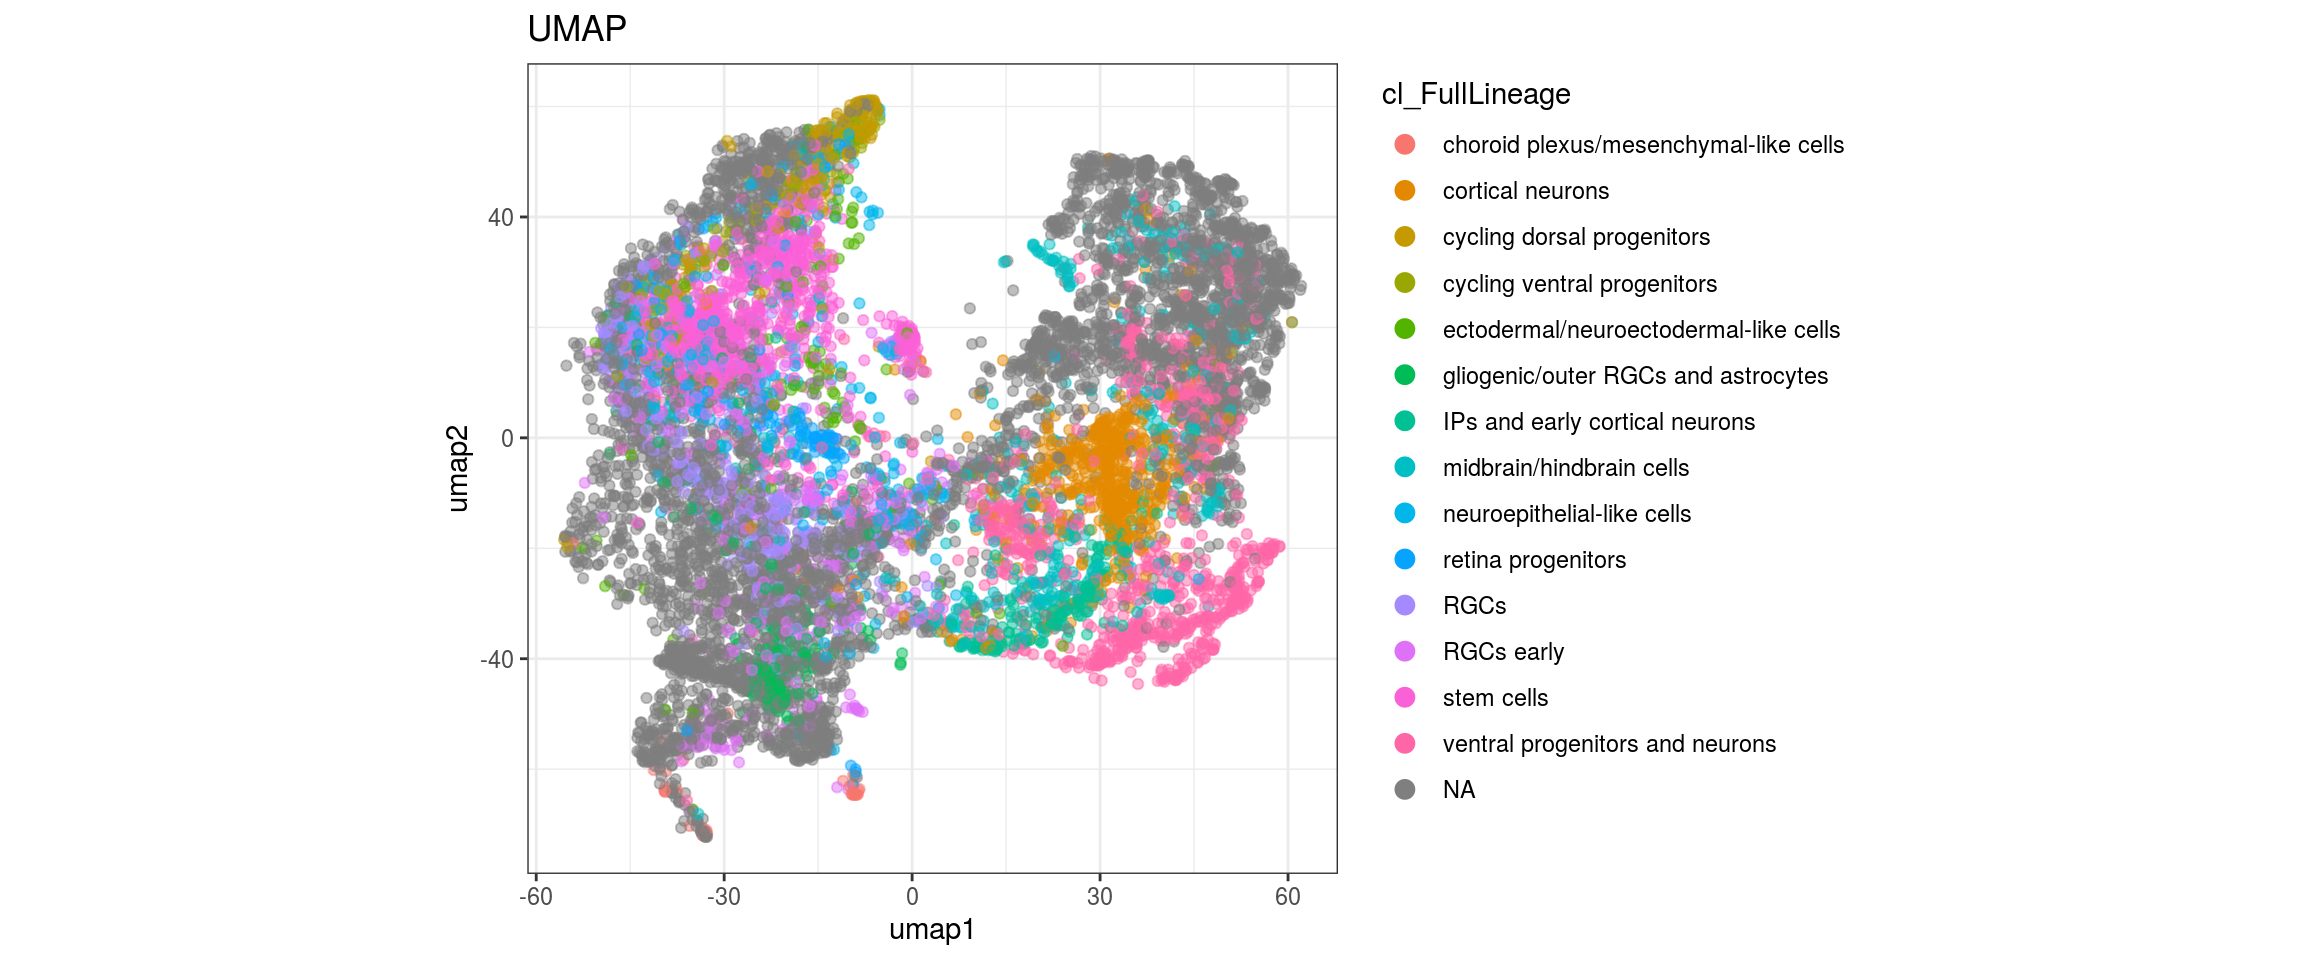 UMAP
cl_FullLineage
choroid plexus/mesenchymal-like cells
cortical neurons
cycling dorsal progenitors
cycling ventral progenitors
ectodermal/neuroectodermal-like cells
gliogenic/outer RGCs and astrocytes
IPs and early cortical neurons
midbrain/hindbrain cells
neuroepithelial-like cells
retina progenitors
RGCs
RGCs early
stem cells
ventral progenitors and neurons
NA
umap2
40
0
-40
-60
-30
0
30
60
umap1